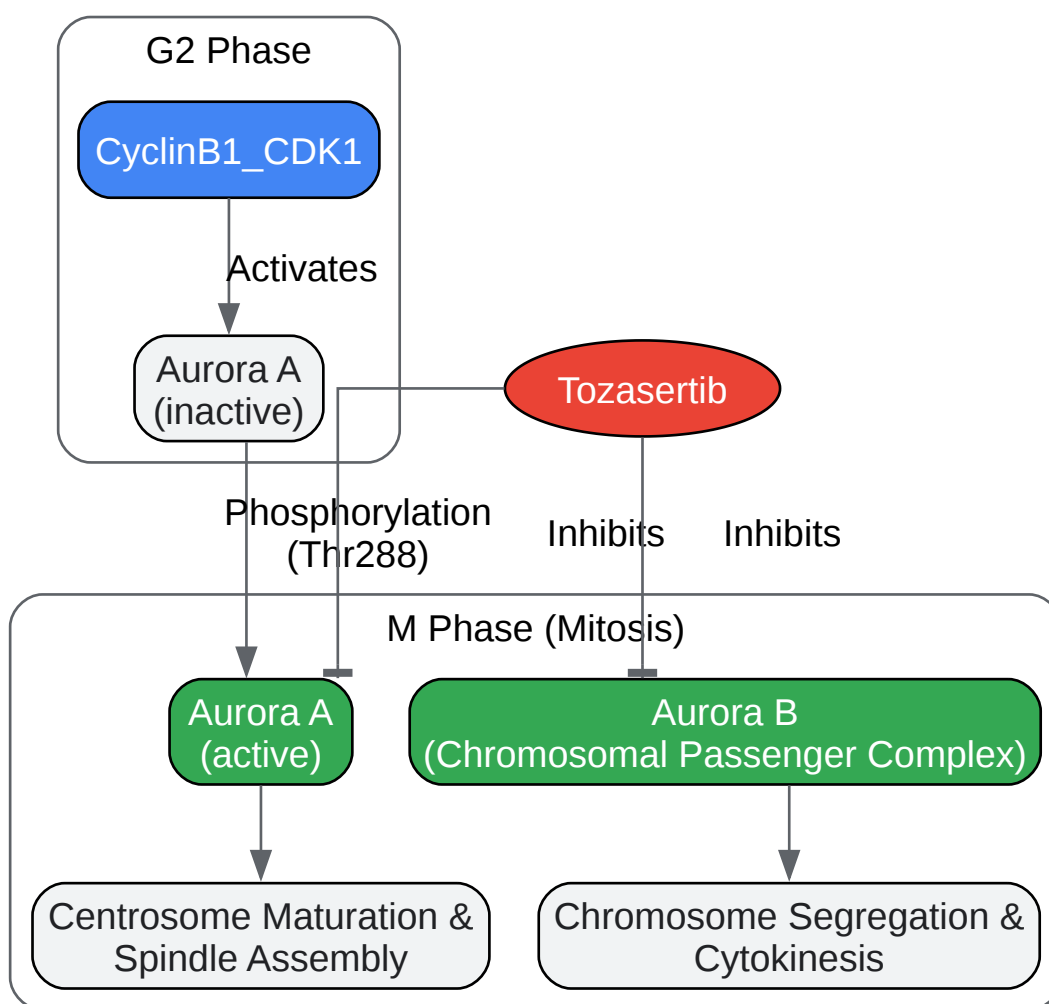 G2 Phase
CyclinB1_CDK1
Activates
Aurora A
(inactive)
Tozasertib
Phosphorylation
(Thr288)
Inhibits
Inhibits
M Phase (Mitosis)
Aurora A
(active)
Aurora B
(Chromosomal Passenger Complex)
Centrosome Maturation &
Spindle Assembly
Chromosome Segregation &
Cytokinesis